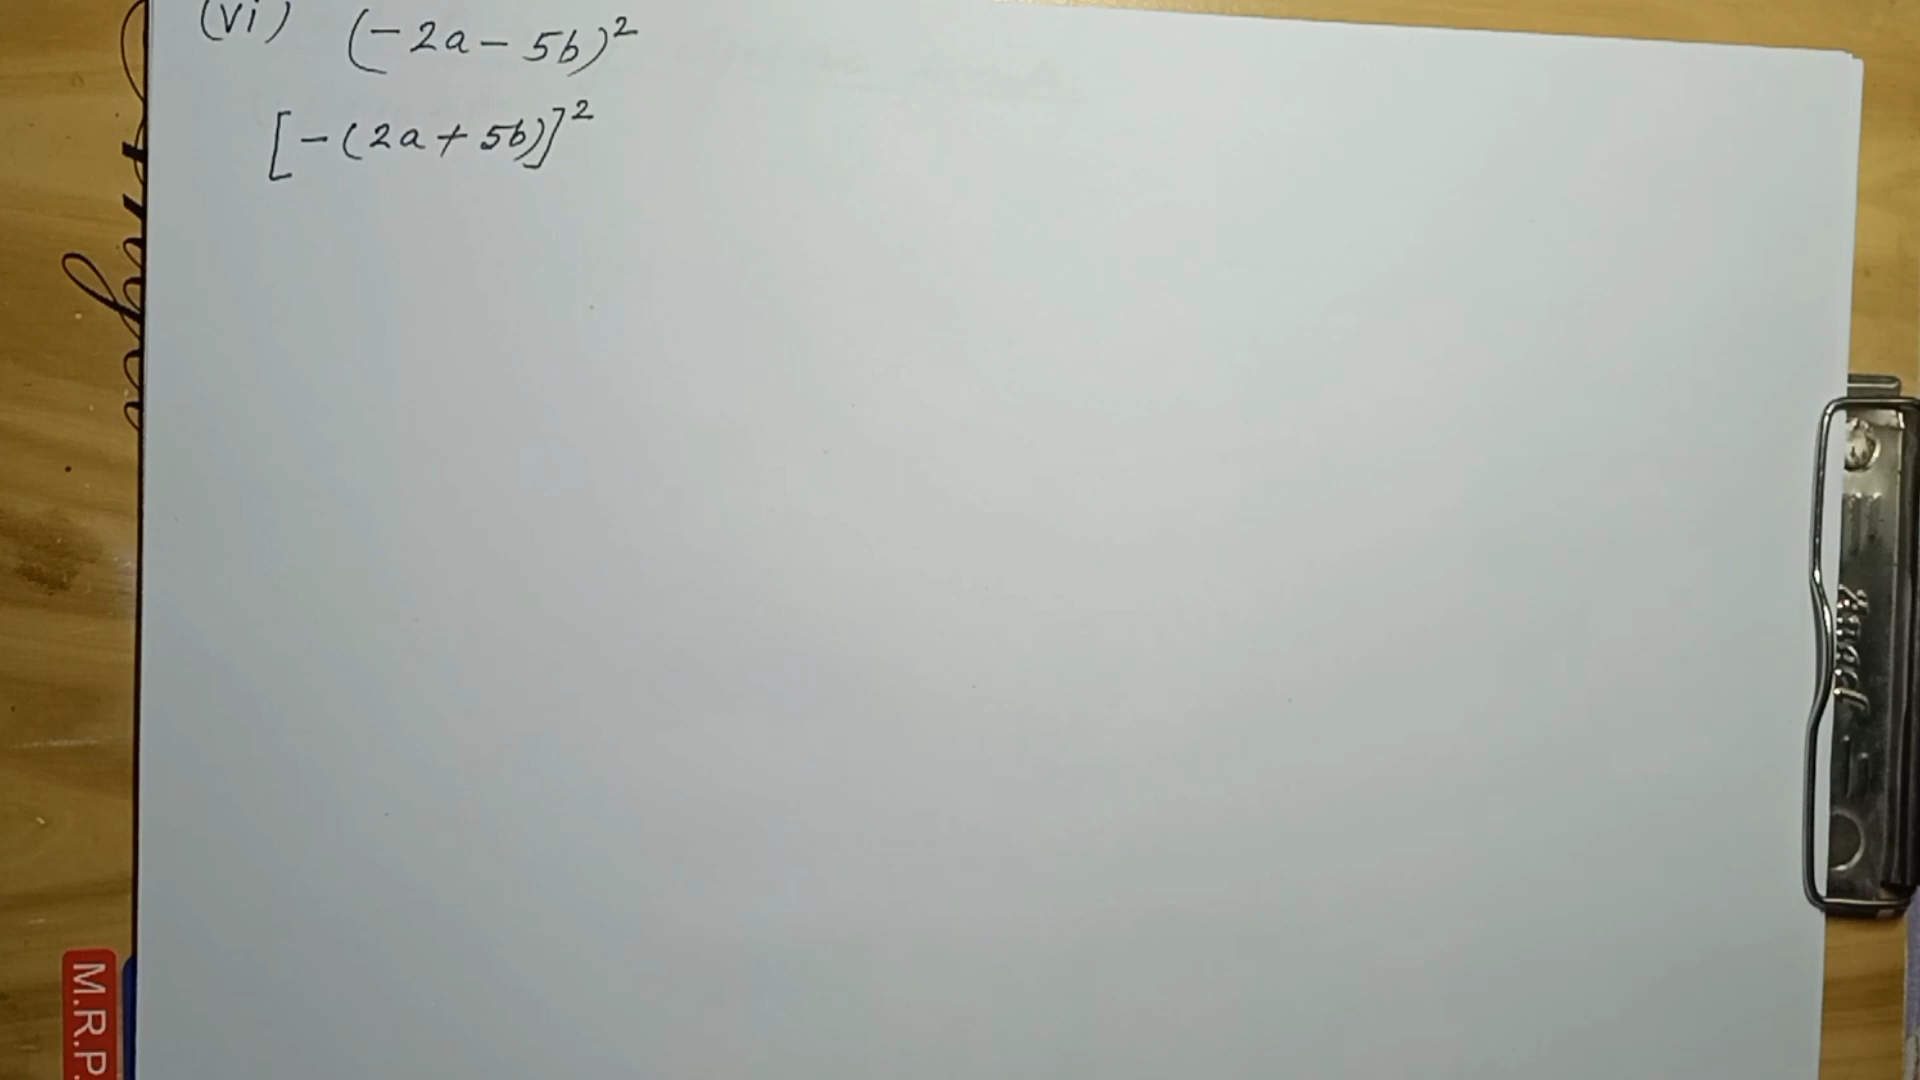 (vi) (-2a - 5b)²
[-(2a + 5b)]²
M.R.P.